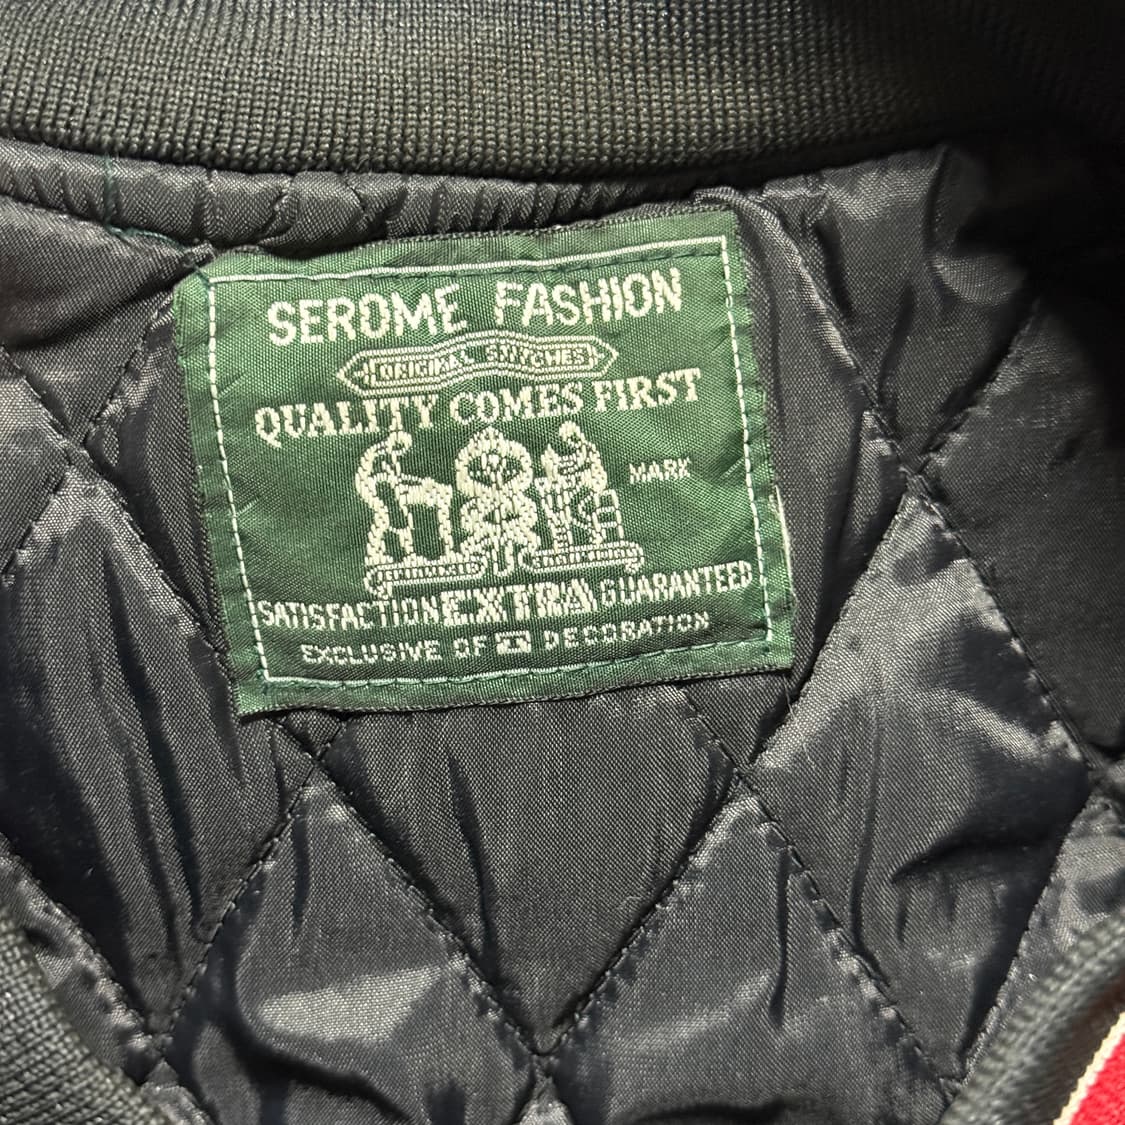 SEROME FASHION
ORIGINAL STITCHES
QUALITY COMES FIRST
MARK
SATISFACTION EXTRA GUARANTEED
EXCLUSIVE OF DECORATION